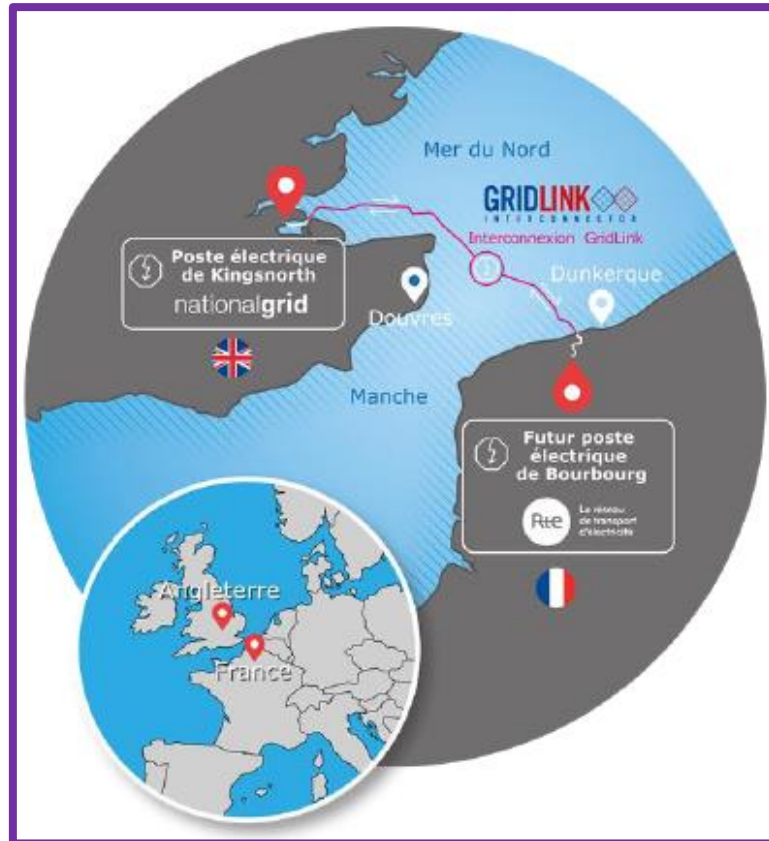 Mer du Nord
GRIDLINK
INTERCONNECTOR
Interconnexion GridLink
Poste électrique
de Kingsnorth
nationalgrid
Douvres
Dunkerque
Manche
Futur poste
électrique
de Bourbourg
Rte
Le réseau
de transport
d'électricité
Angleterre
France